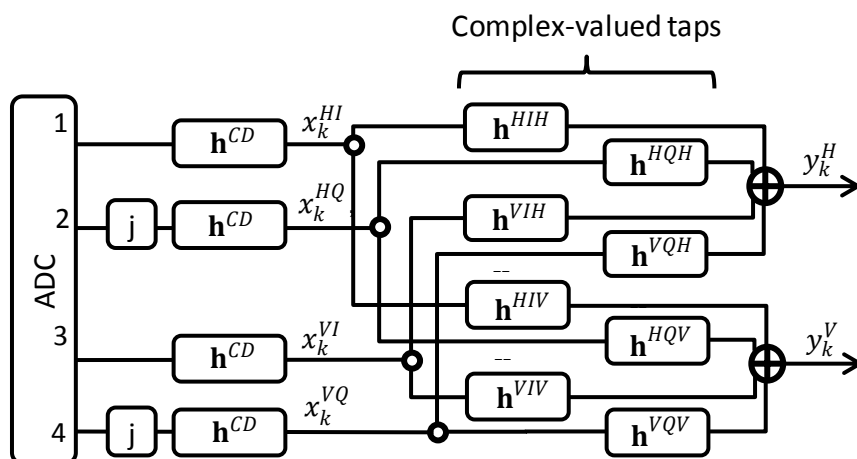 Complex-valued taps
ADC
1
h^{CD}
x_k^{HI}
h^{HIH}
h^{HQH}
y_k^H
2
j
h^{CD}
x_k^{HQ}
h^{VIH}
h^{VQH}
h^{HIV}
3
h^{CD}
x_k^{VI}
h^{HQV}
y_k^V
h^{VIV}
4
j
h^{CD}
x_k^{VQ}
h^{VQV}